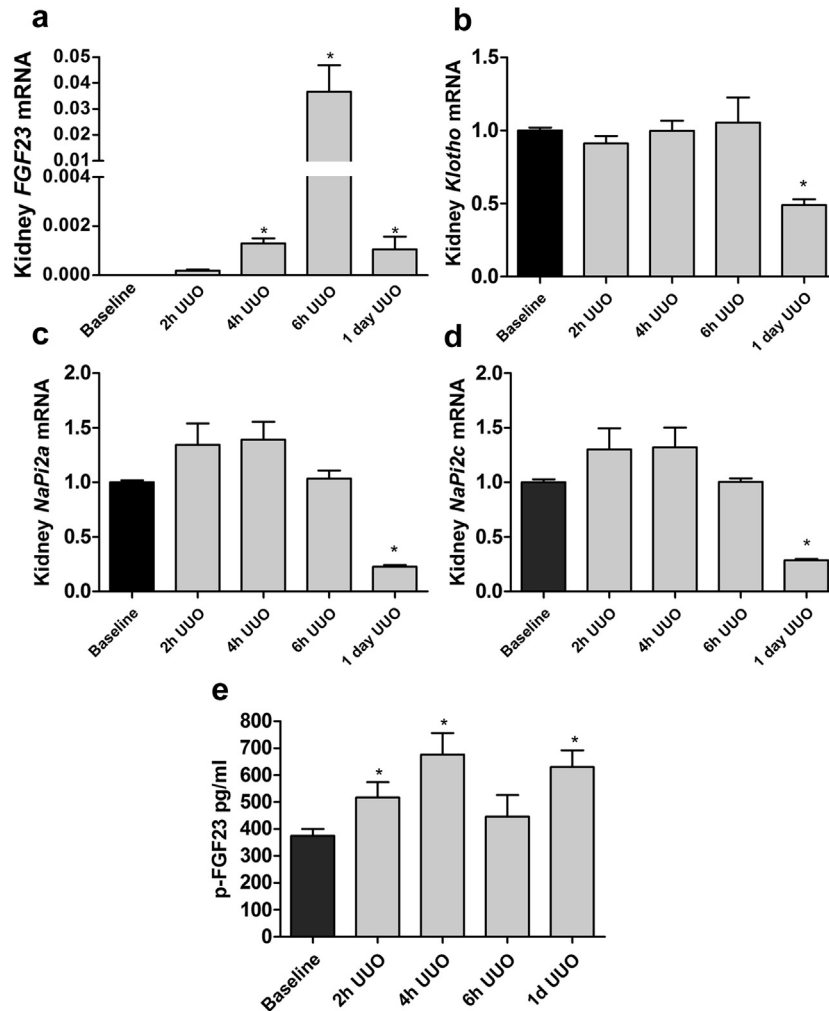 a
Kidney FGF23 mRNA
0.05
0.04
0.03
0.02
0.01
0.004
0.002
0.000
*
*
*
Baseline
2h UUO
4h UUO
6h UUO
1 day UUO
b
Kidney Klotho mRNA
1.5
1.0
0.5
0.0
*
Baseline
2h UUO
4h UUO
6h UUO
1 day UUO
c
Kidney NaPi2a mRNA
2.0
1.5
1.0
0.5
0.0
*
Baseline
2h UUO
4h UUO
6h UUO
1 day UUO
d
Kidney NaPi2c mRNA
2.0
1.5
1.0
0.5
0.0
*
Baseline
2h UUO
4h UUO
6h UUO
1 day UUO
e
p-FGF23 pg/ml
800
700
600
500
400
300
200
100
0
*
*
*
Baseline
2h UUO
4h UUO
6h UUO
1d UUO